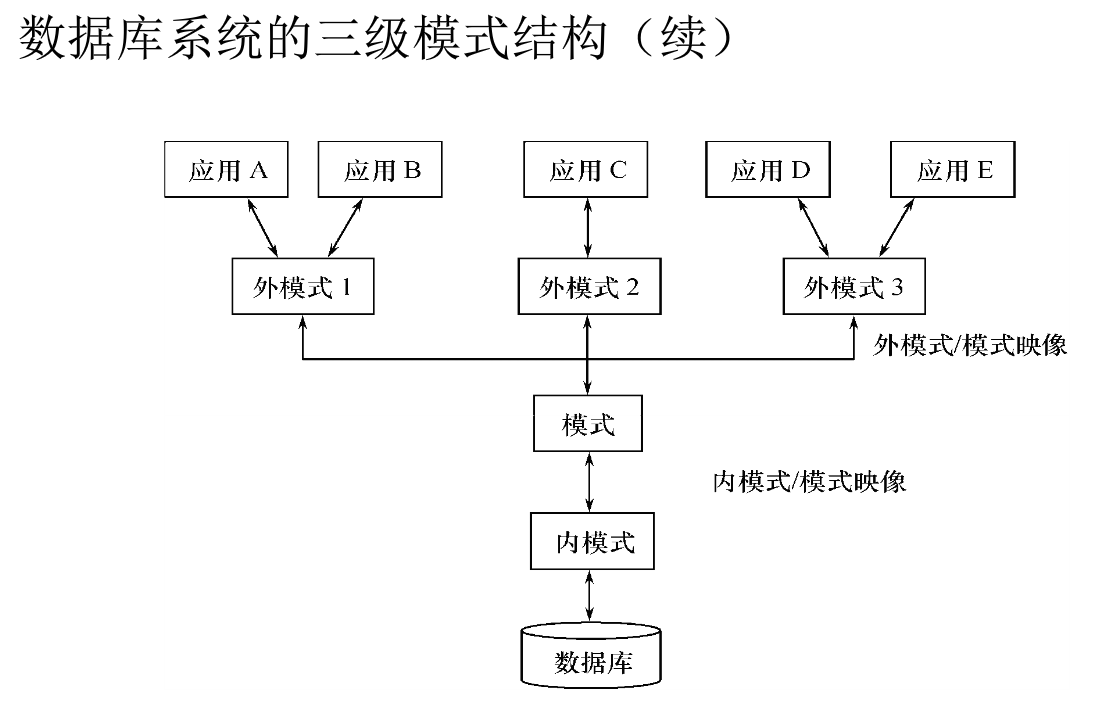 数据库系统的三级模式结构（续）
应用 A
应用 B
应用 C
应用 D
应用 E
外模式 1
外模式 2
外模式 3
外模式/模式映像
模式
内模式/模式映像
内模式
数据库